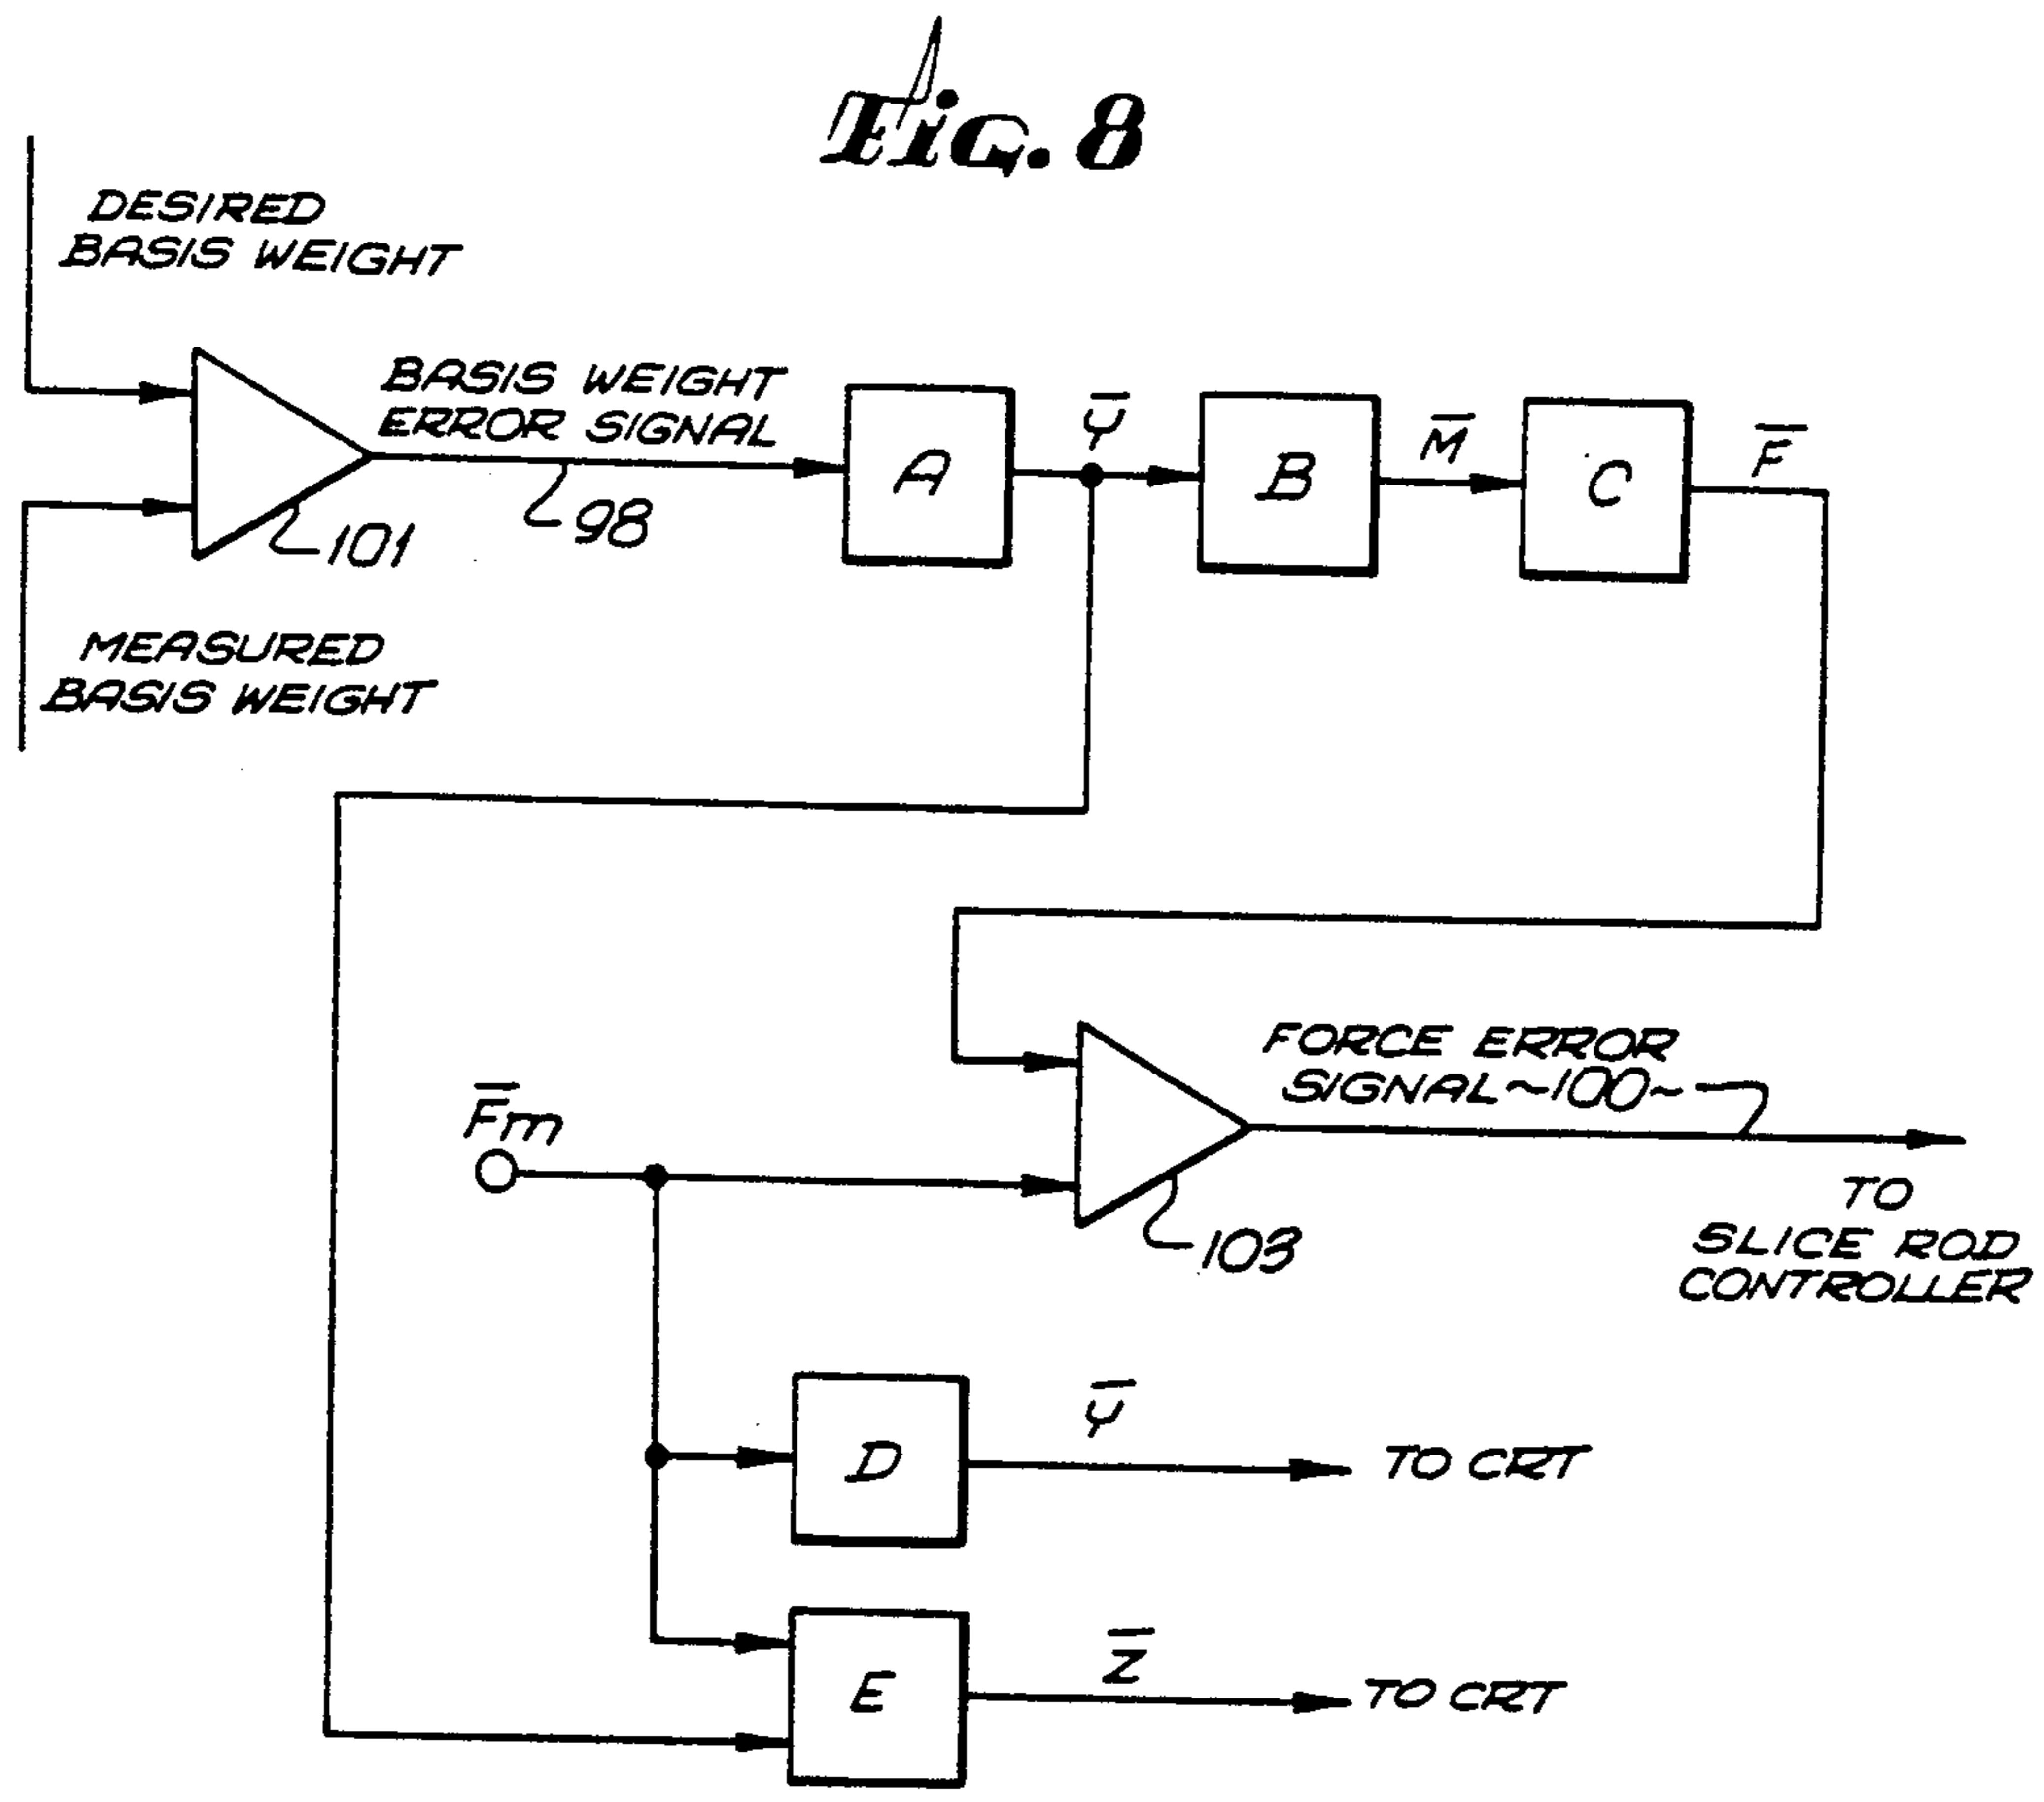 Fig. 8
DESIRED
BASIS WEIGHT
BASIS WEIGHT
ERROR SIGNAL
98
101
MEASURED
BASIS WEIGHT
A
Y̅
B
M̅
C
F̅
F̅m
FORCE ERROR
SIGNAL~100~
103
TO
SLICE ROD
CONTROLLER
D
Y̅
TO CRT
E
Z̅
TO CRT